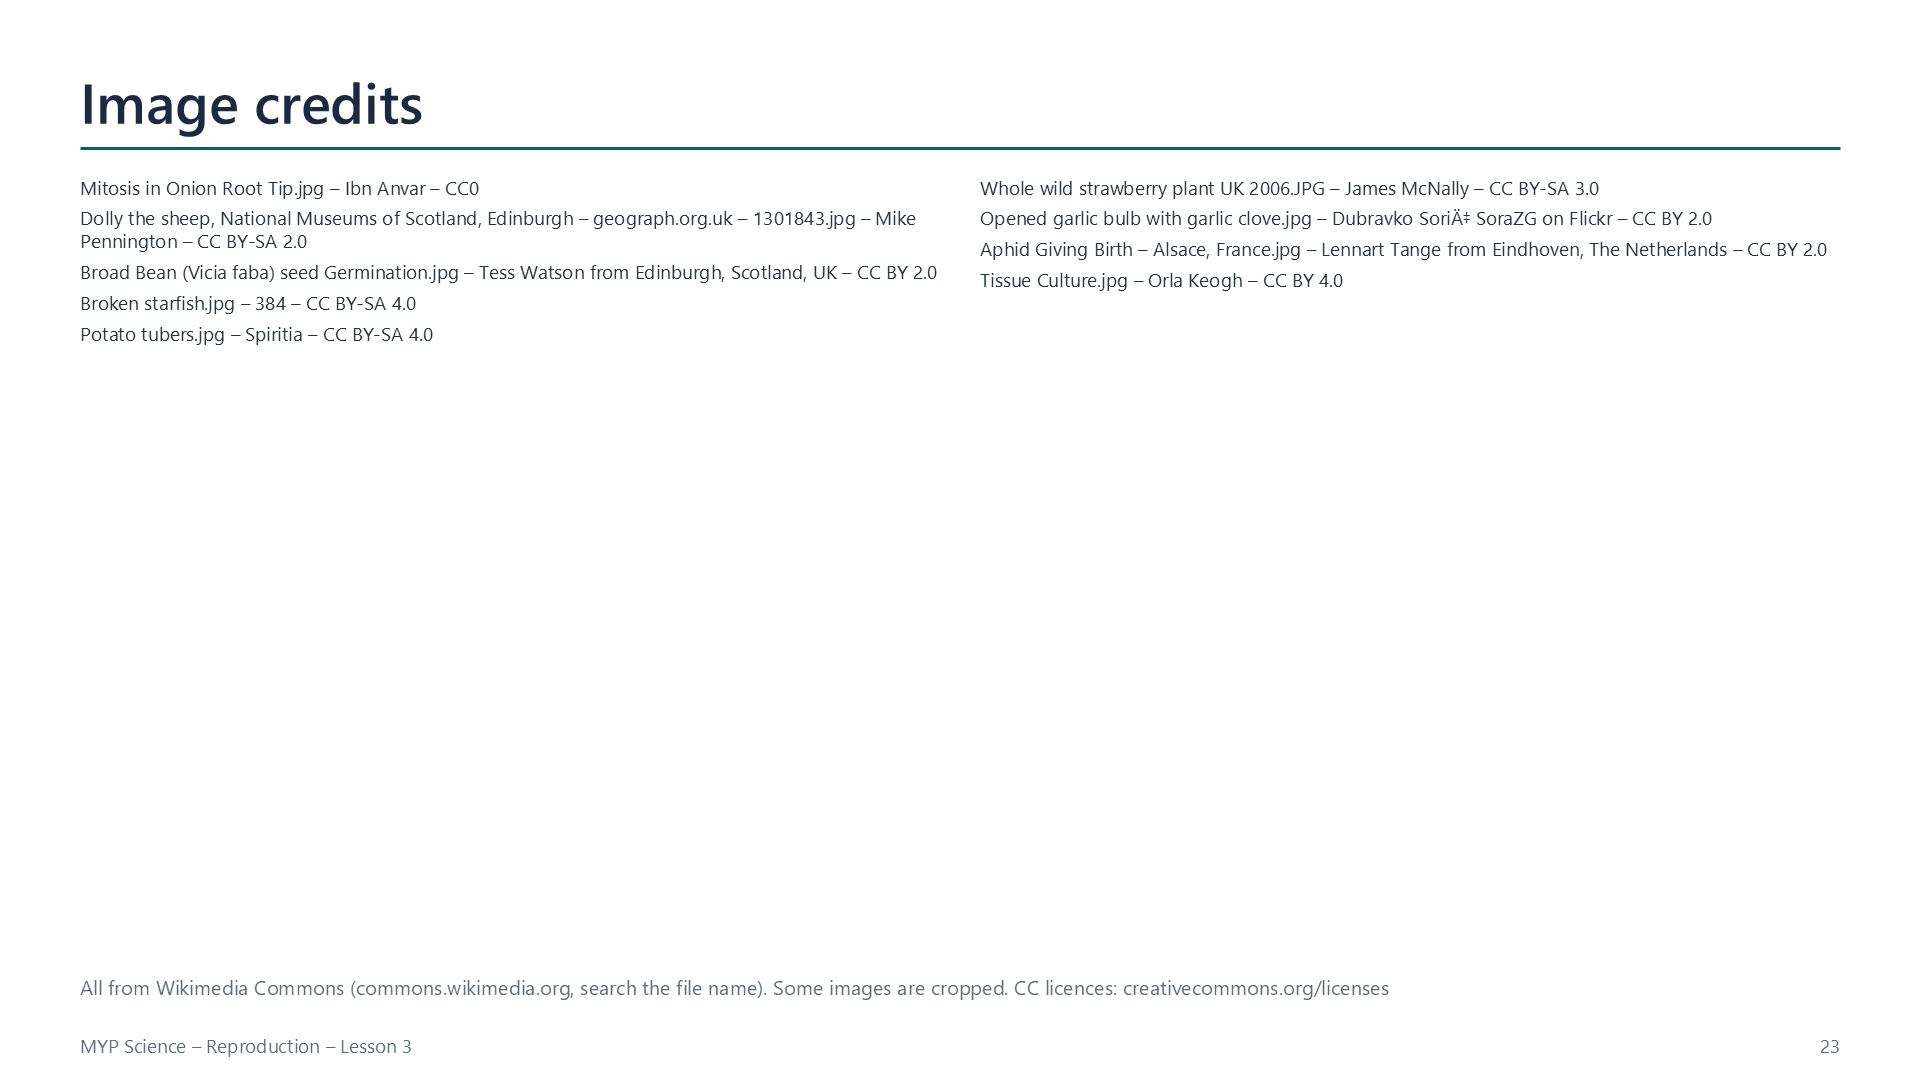 Image credits
Mitosis in Onion Root Tip.jpg – Ibn Anvar – CC0
Dolly the sheep, National Museums of Scotland, Edinburgh – geograph.org.uk – 1301843.jpg – Mike
Pennington – CC BY-SA 2.0
Broad Bean (Vicia faba) seed Germination.jpg – Tess Watson from Edinburgh, Scotland, UK – CC BY 2.0
Broken starfish.jpg – 384 – CC BY-SA 4.0
Potato tubers.jpg – Spiritia – CC BY-SA 4.0
Whole wild strawberry plant UK 2006.JPG – James McNally – CC BY-SA 3.0
Opened garlic bulb with garlic clove.jpg – Dubravko SoriÄ‡ SoraZG on Flickr – CC BY 2.0
Aphid Giving Birth – Alsace, France.jpg – Lennart Tange from Eindhoven, The Netherlands – CC BY 2.0
Tissue Culture.jpg – Orla Keogh – CC BY 4.0
All from Wikimedia Commons (commons.wikimedia.org, search the file name). Some images are cropped. CC licences: creativecommons.org/licenses
MYP Science – Reproduction – Lesson 3
23